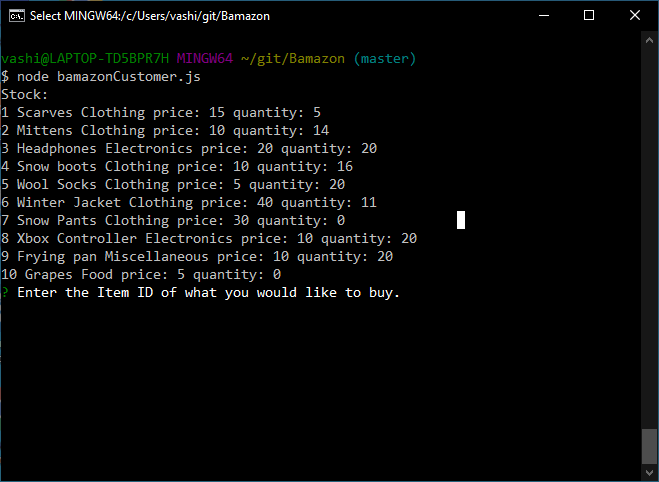 Select MINGW64:/c/Users/vashi/git/Bamazon
vashi@LAPTOP-TD5BPR7H MINGW64 ~/git/Bamazon (master)
$ node bamazonCustomer.js
Stock:
1 Scarves Clothing price: 15 quantity: 5
2 Mittens Clothing price: 10 quantity: 14
3 Headphones Electronics price: 20 quantity: 20
4 Snow boots Clothing price: 10 quantity: 16
5 Wool Socks Clothing price: 5 quantity: 20
6 Winter Jacket Clothing price: 40 quantity: 11
7 Snow Pants Clothing price: 30 quantity: 0
8 Xbox Controller Electronics price: 10 quantity: 20
9 Frying pan Miscellaneous price: 10 quantity: 20
10 Grapes Food price: 5 quantity: 0
? Enter the Item ID of what you would like to buy.